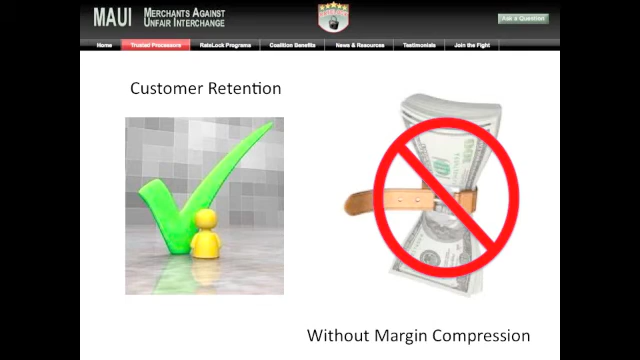 MAUI
MERCHANTS AGAINST
UNFAIR INTERCHANGE
Ask a Question
Home
Trusted Processors
RateLock Programs
Coalition Benefits
News & Resources
Testimonials
Join the Fight
Customer Retention
Without Margin Compression